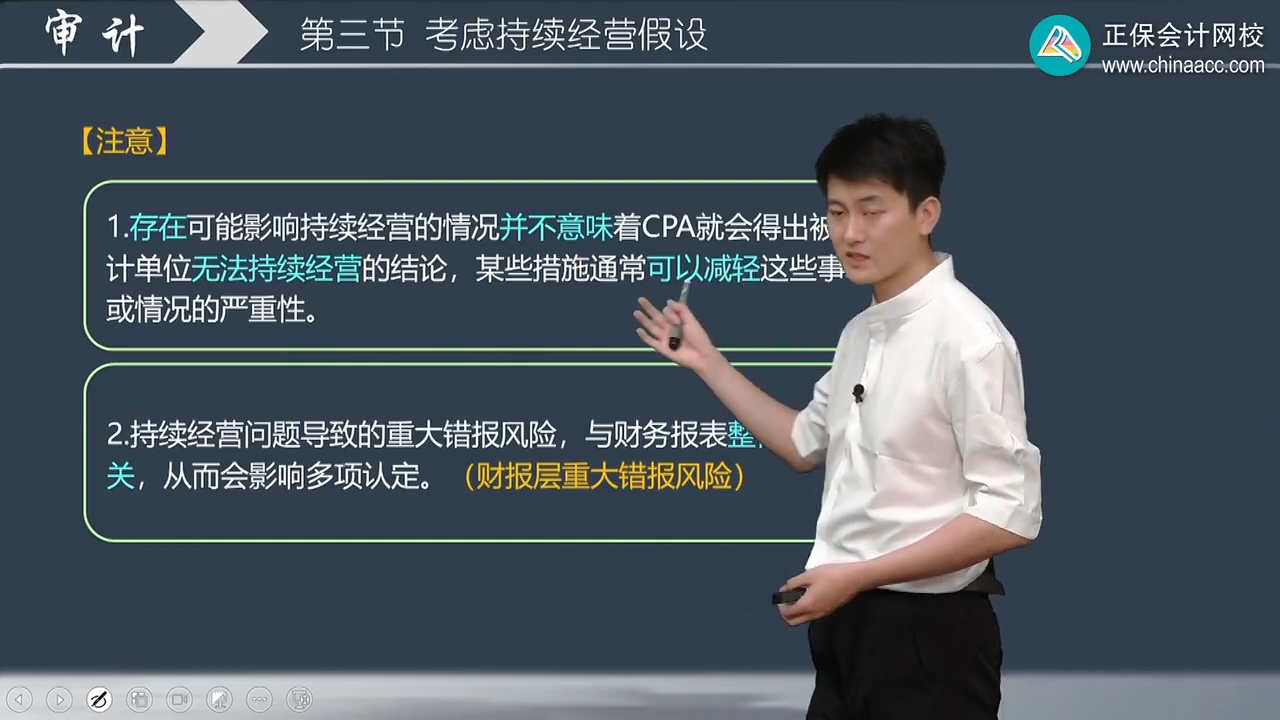 审计
第三节 考虑持续经营假设
正保会计网校
www.chinaacc.com
【注意】
1.存在可能影响持续经营的情况并不意味着CPA就会得出被
计单位无法持续经营的结论，某些措施通常可以减轻这些事
或情况的严重性。
2.持续经营问题导致的重大错报风险，与财务报表整
关，从而会影响多项认定。（财报层重大错报风险）